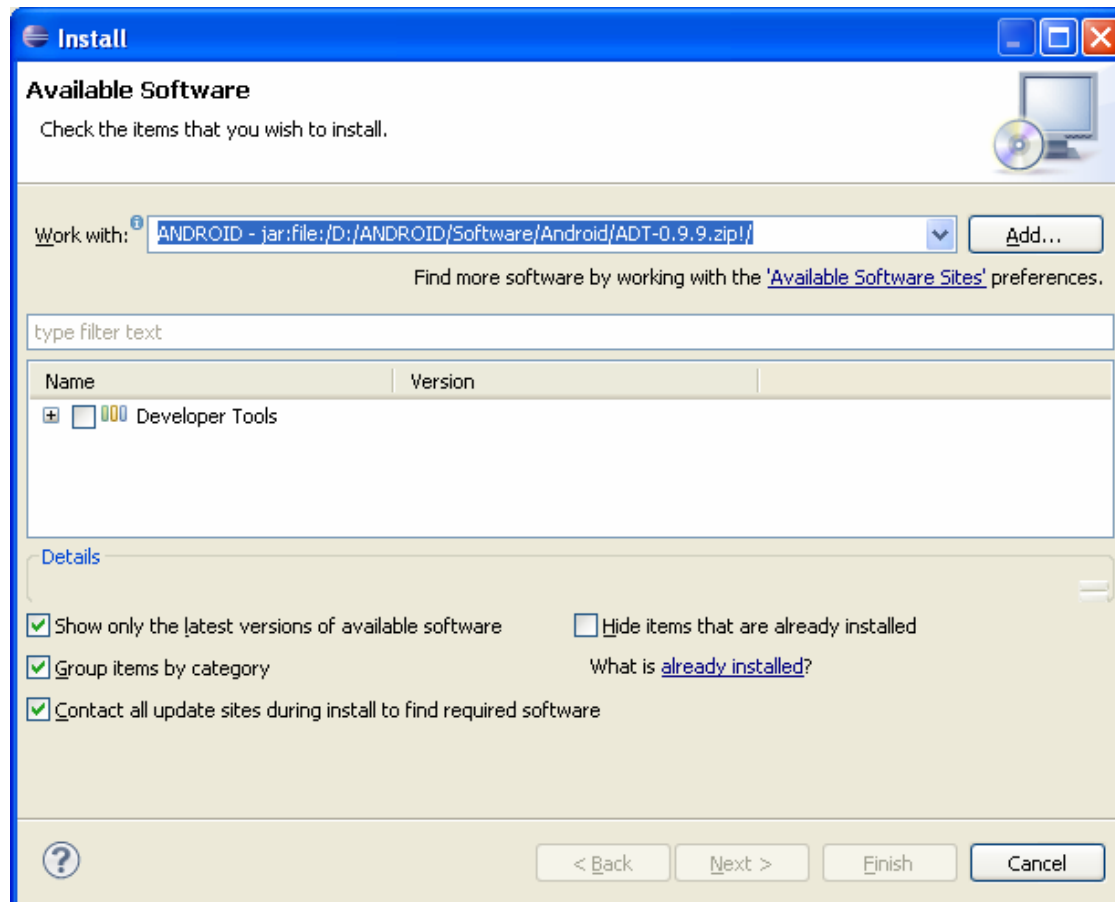 Install
Available Software
Check the items that you wish to install.
Work with: ANDROID - jar:file:/D:/ANDROID/Software/Android/ADT-0.9.9.zip!/ Add...
Find more software by working with the 'Available Software Sites' preferences.
type filter text
Name Version
Developer Tools
Details
Show only the latest versions of available software Hide items that are already installed
Group items by category What is already installed?
Contact all update sites during install to find required software
? < Back Next > Finish Cancel